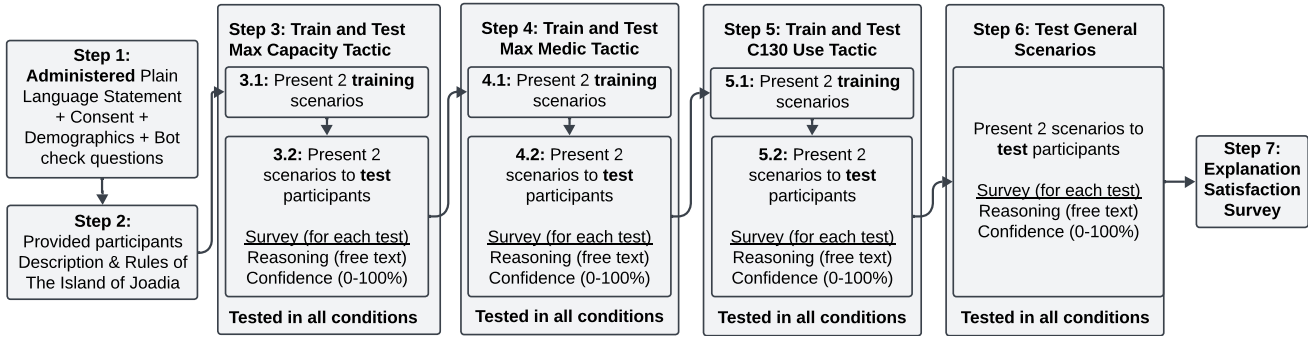 Step 1:
Administered Plain
Language Statement
+ Consent +
Demographics + Bot
check questions
Step 2:
Provided participants
Description & Rules of
The Island of Joadia
Step 3: Train and Test
Max Capacity Tactic
3.1: Present 2 training
scenarios
3.2: Present 2
scenarios to test
participants
Survey (for each test)
Reasoning (free text)
Confidence (0-100%)
Tested in all conditions
Step 4: Train and Test
Max Medic Tactic
4.1: Present 2 training
scenarios
4.2: Present 2
scenarios to test
participants
Survey (for each test)
Reasoning (free text)
Confidence (0-100%)
Tested in all conditions
Step 5: Train and Test
C130 Use Tactic
5.1: Present 2 training
scenarios
5.2: Present 2
scenarios to test
participants
Survey (for each test)
Reasoning (free text)
Confidence (0-100%)
Tested in all conditions
Step 6: Test General
Scenarios
Present 2 scenarios to
test participants
Survey (for each test)
Reasoning (free text)
Confidence (0-100%)
Tested in all conditions
Step 7:
Explanation
Satisfaction
Survey